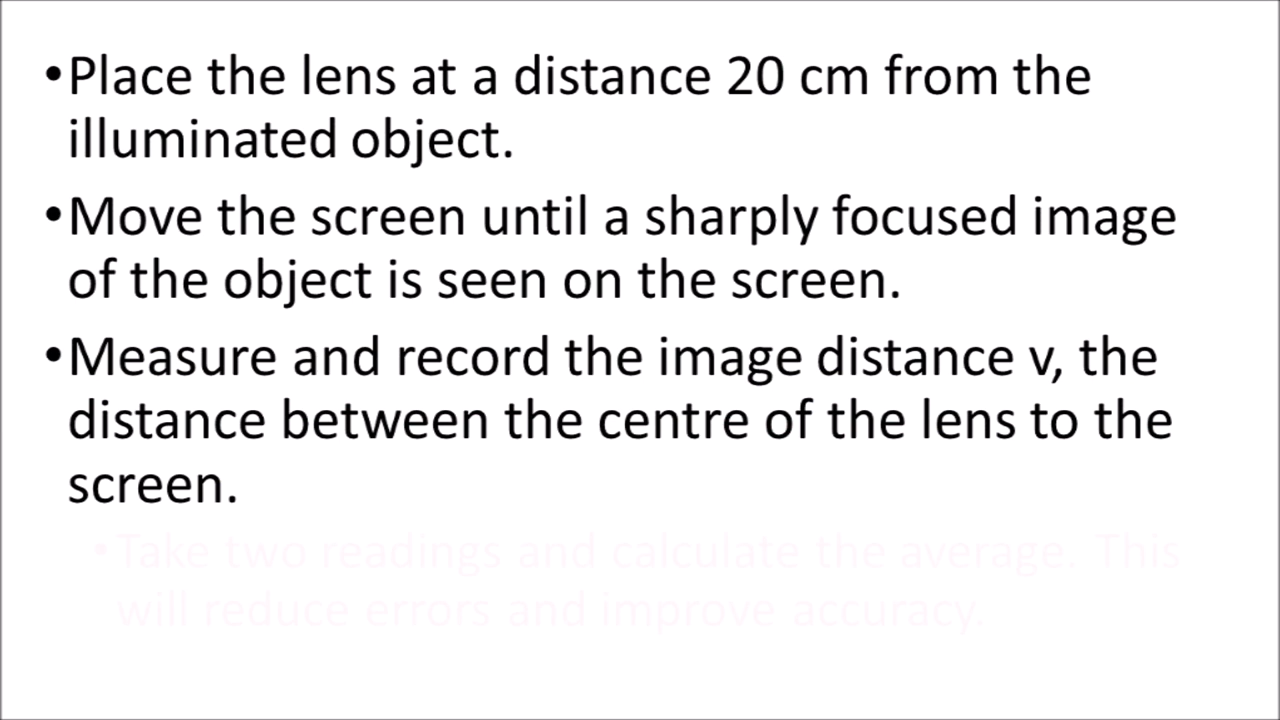 •Place the lens at a distance 20 cm from the
illuminated object.
•Move the screen until a sharply focused image
of the object is seen on the screen.
•Measure and record the image distance v, the
distance between the centre of the lens to the
screen.
•Take two readings and calculate the average. This
will reduce errors and improve accuracy.